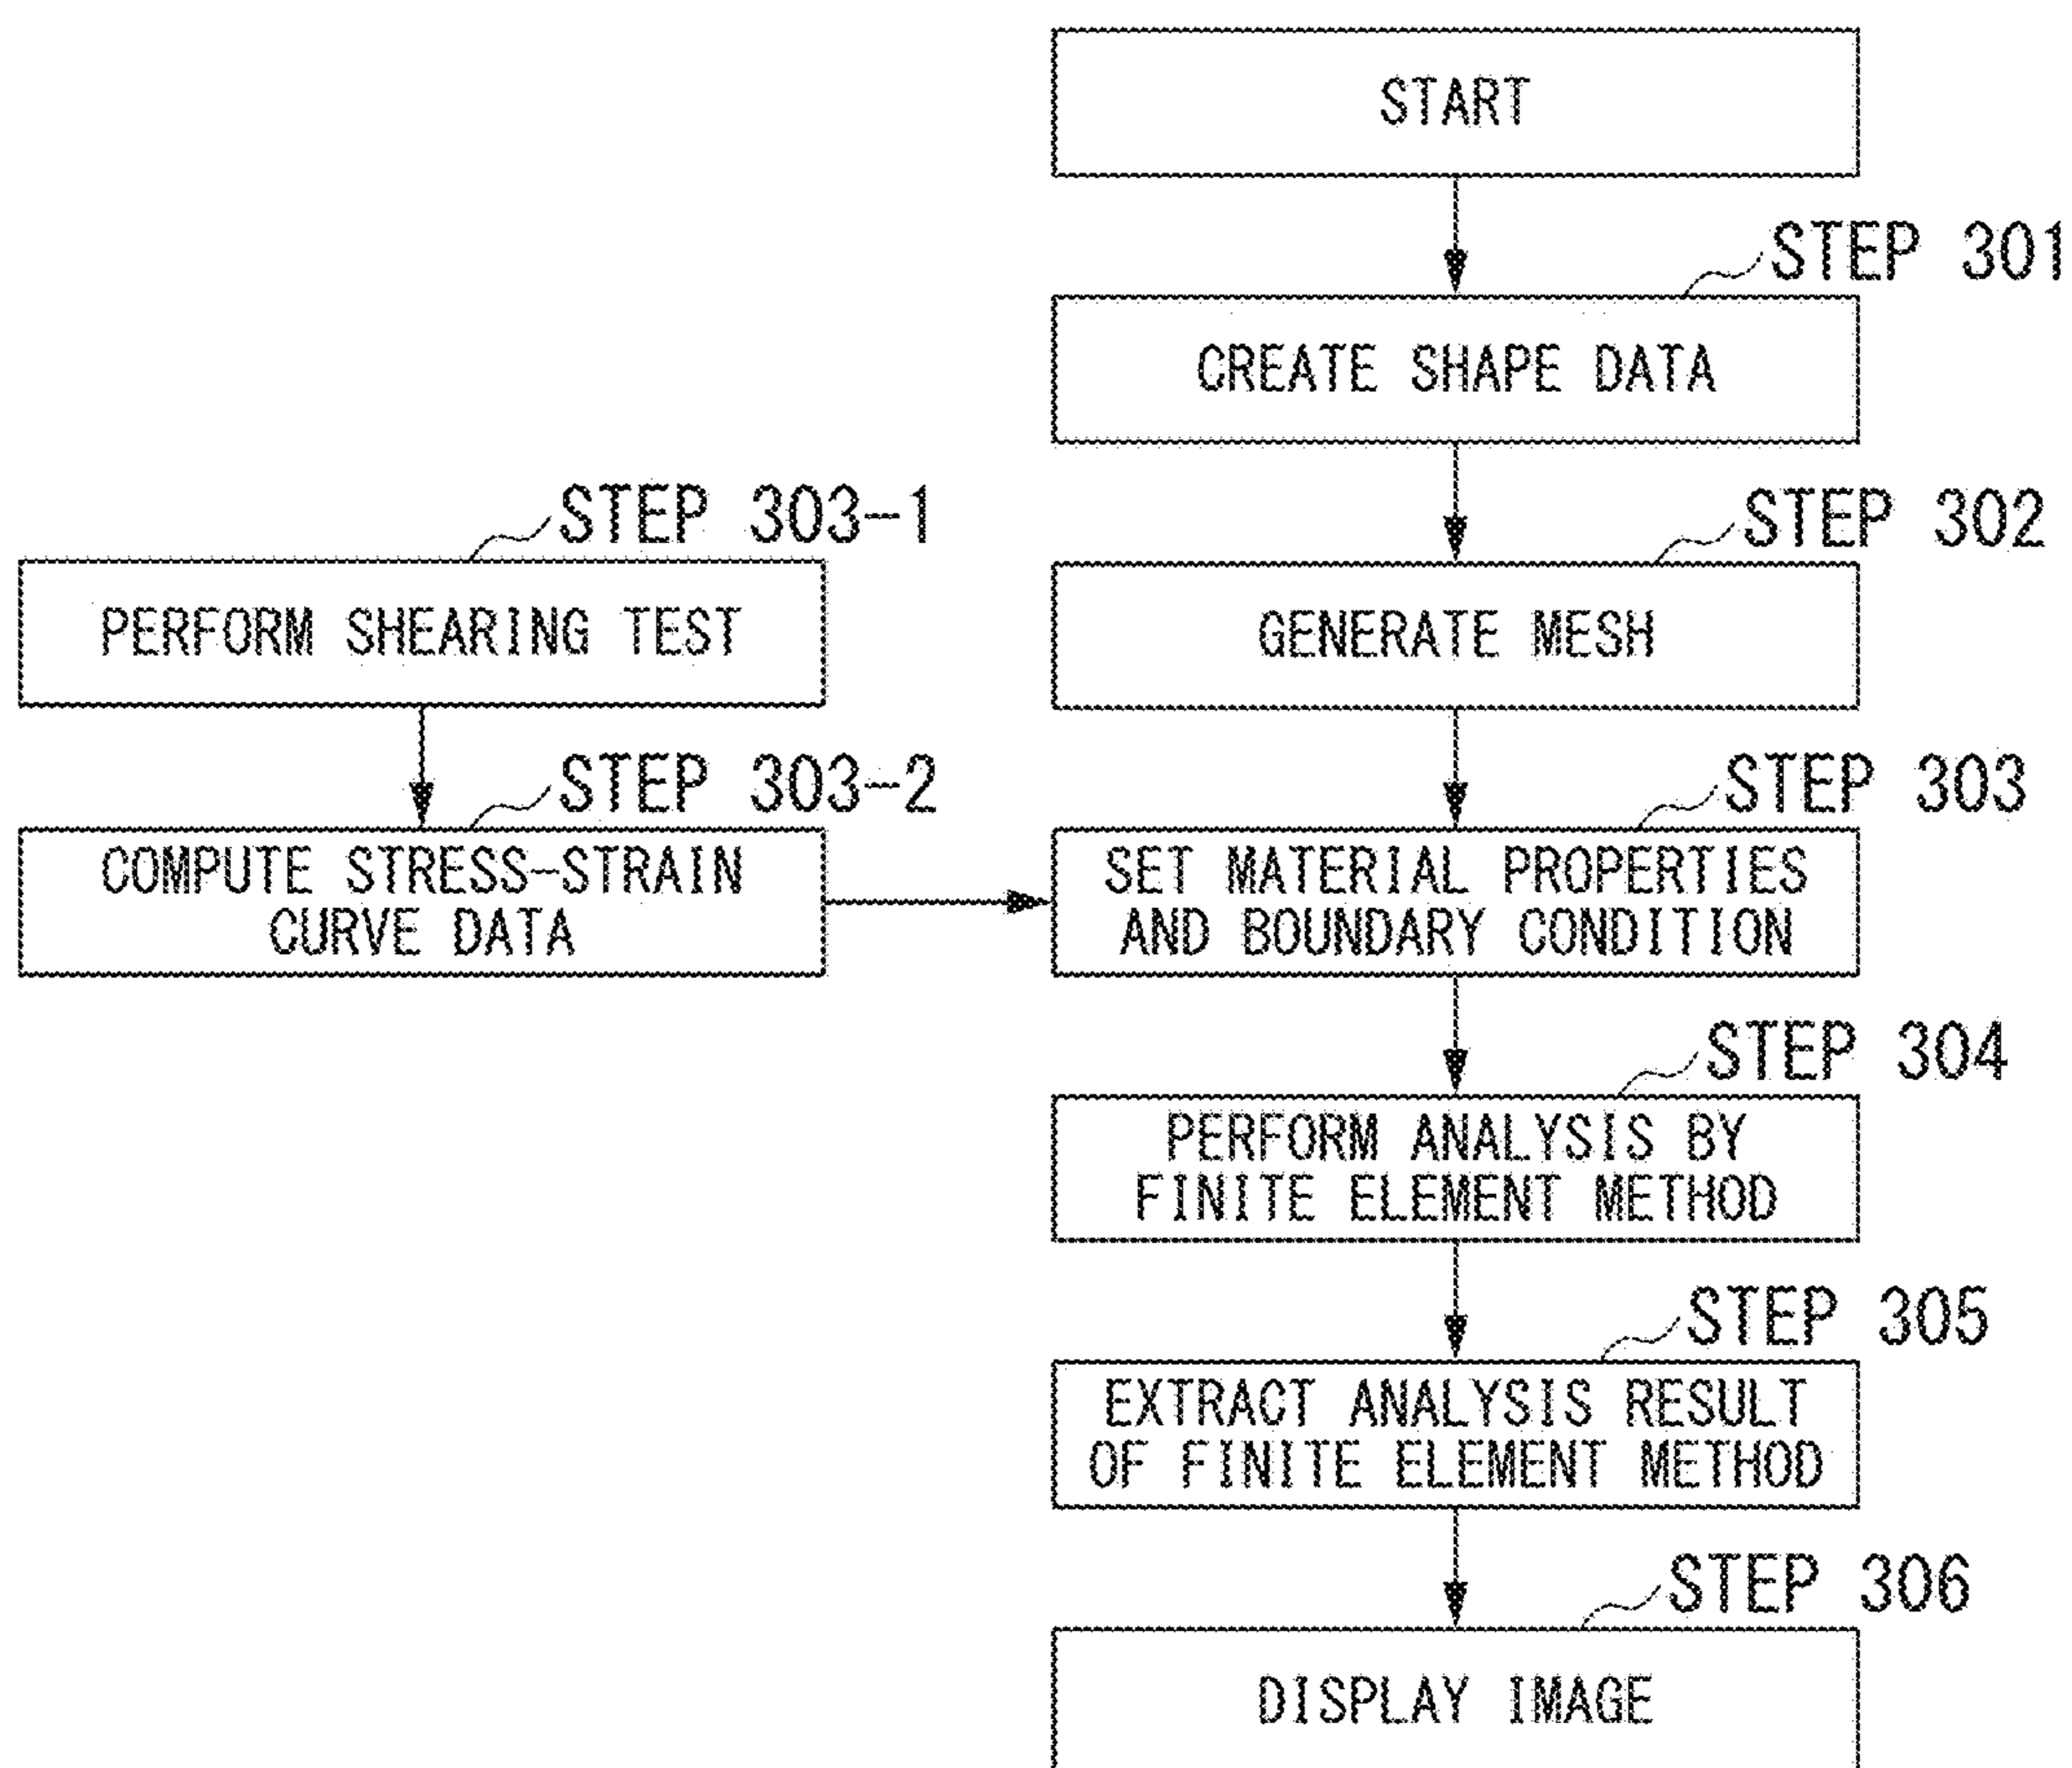 START
STEP 301
CREATE SHAPE DATA
STEP 302
GENERATE MESH
STEP 303-1
PERFORM SHEARING TEST
STEP 303-2
COMPUTE STRESS-STRAIN
CURVE DATA
STEP 303
SET MATERIAL PROPERTIES
AND BOUNDARY CONDITION
STEP 304
PERFORM ANALYSIS BY
FINITE ELEMENT METHOD
STEP 305
EXTRACT ANALYSIS RESULT
OF FINITE ELEMENT METHOD
STEP 306
DISPLAY IMAGE